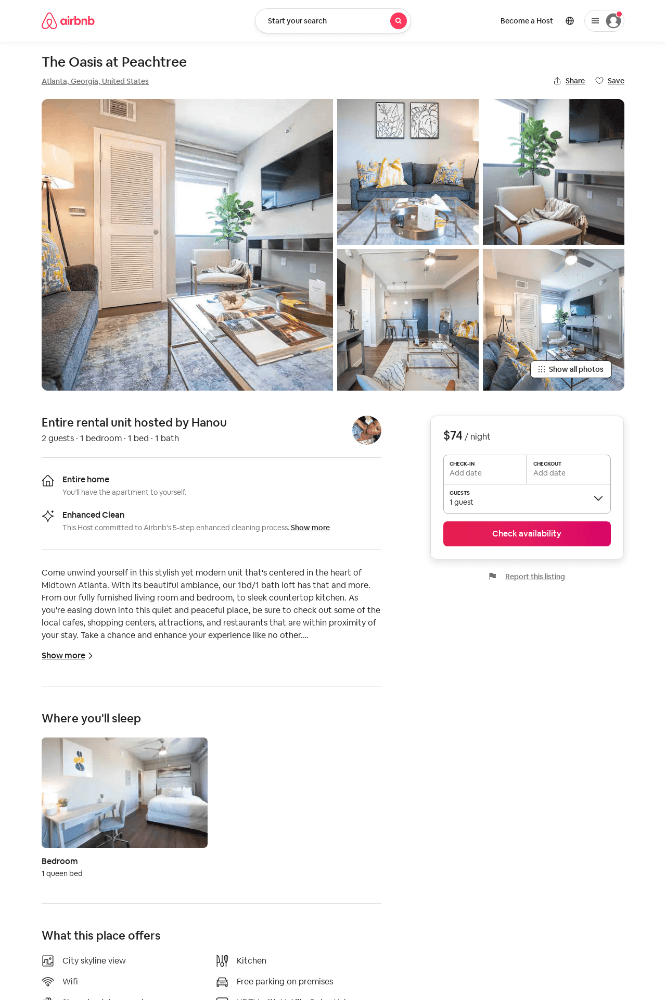 airbnb
Start your search
Become a Host
The Oasis at Peachtree
Atlanta, Georgia, United States
Share
Save
Show all photos
Entire rental unit hosted by Hanou
2 guests · 1 bedroom · 1 bed · 1 bath
$74 / night
CHECK-IN
Add date
CHECKOUT
Add date
GUESTS
1 guest
Check availability
Report this listing
Entire home
You’ll have the apartment to yourself.
Enhanced Clean
This Host committed to Airbnb's 5-step enhanced cleaning process. Show more
Come unwind yourself in this stylish yet modern unit that's centered in the heart of
Midtown Atlanta. With its beautiful ambiance, our 1bd/1 bath loft has that and more.
From our fully furnished living room and bedroom, to sleek countertop kitchen. As
you're easing down into this quiet and peaceful place, be sure to check out some of the
local cafes, shopping centers, attractions, and restaurants that are within proximity of
your stay. Take a chance and enhance your experience like no other.…
Show more
Where you'll sleep
Bedroom
1 queen bed
What this place offers
City skyline view
Kitchen
Wifi
Free parking on premises